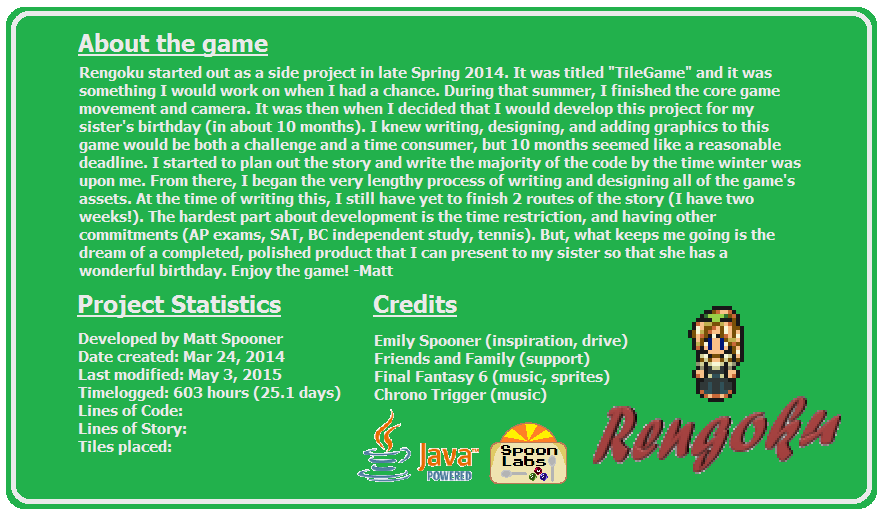 About the game
Rengoku started out as a side project in late Spring 2014. It was titled "TileGame" and it was
something I would work on when I had a chance. During that summer, I finished the core game
movement and camera. It was then when I decided that I would develop this project for my
sister's birthday (in about 10 months). I knew writing, designing, and adding graphics to this
game would be both a challenge and a time consumer, but 10 months seemed like a reasonable
deadline. I started to plan out the story and write the majority of the code by the time winter was
upon me. From there, I began the very lengthy process of writing and designing all of the game's
assets. At the time of writing this, I still have yet to finish 2 routes of the story (I have two
weeks!). The hardest part about development is the time restriction, and having other
commitments (AP exams, SAT, BC independent study, tennis). But, what keeps me going is the
dream of a completed, polished product that I can present to my sister so that she has a
wonderful birthday. Enjoy the game! -Matt
Project Statistics
Developed by Matt Spooner
Date created: Mar 24, 2014
Last modified: May 3, 2015
Timelogged: 603 hours (25.1 days)
Lines of Code:
Lines of Story:
Tiles placed:
Credits
Emily Spooner (inspiration, drive)
Friends and Family (support)
Final Fantasy 6 (music, sprites)
Chrono Trigger (music)
Java™
POWERED
Spoon
Labs
Rengoku